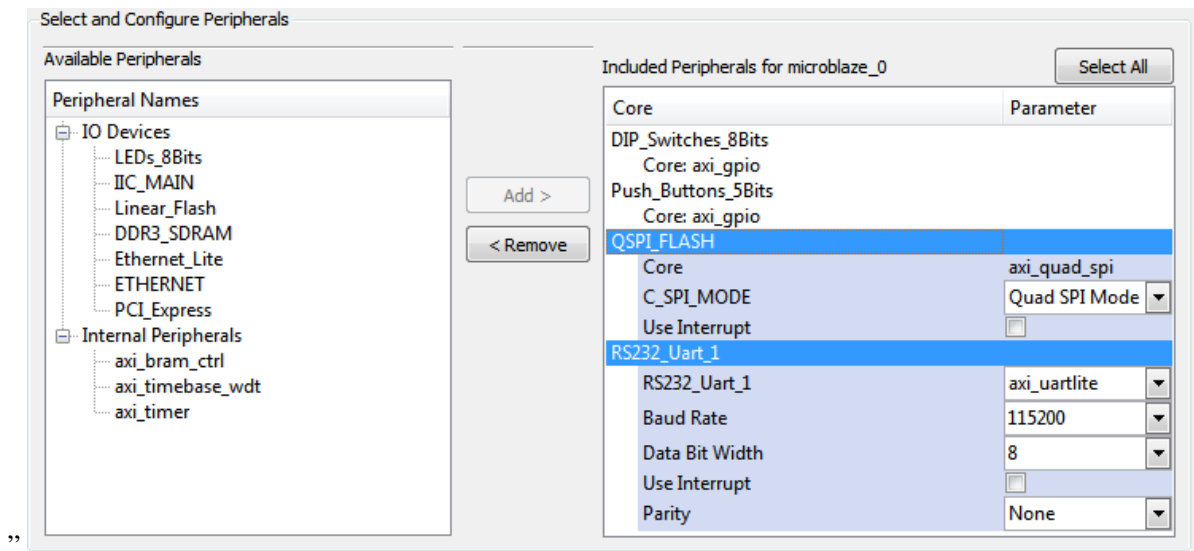 Select and Configure Peripherals
Available Peripherals
Peripheral Names
IO Devices
LEDs_8Bits
IIC_MAIN
Linear_Flash
DDR3_SDRAM
Ethernet_Lite
ETHERNET
PCI_Express
Internal Peripherals
axi_bram_ctrl
axi_timebase_wdt
axi_timer
Add >
< Remove
Included Peripherals for microblaze_0 Select All
Core Parameter
DIP_Switches_8Bits
Core: axi_gpio
Push_Buttons_5Bits
Core: axi_gpio
QSPI_FLASH
Core axi_quad_spi
C_SPI_MODE Quad SPI Mode
Use Interrupt
RS232_Uart_1
RS232_Uart_1 axi_uartlite
Baud Rate 115200
Data Bit Width 8
Use Interrupt
Parity None
”